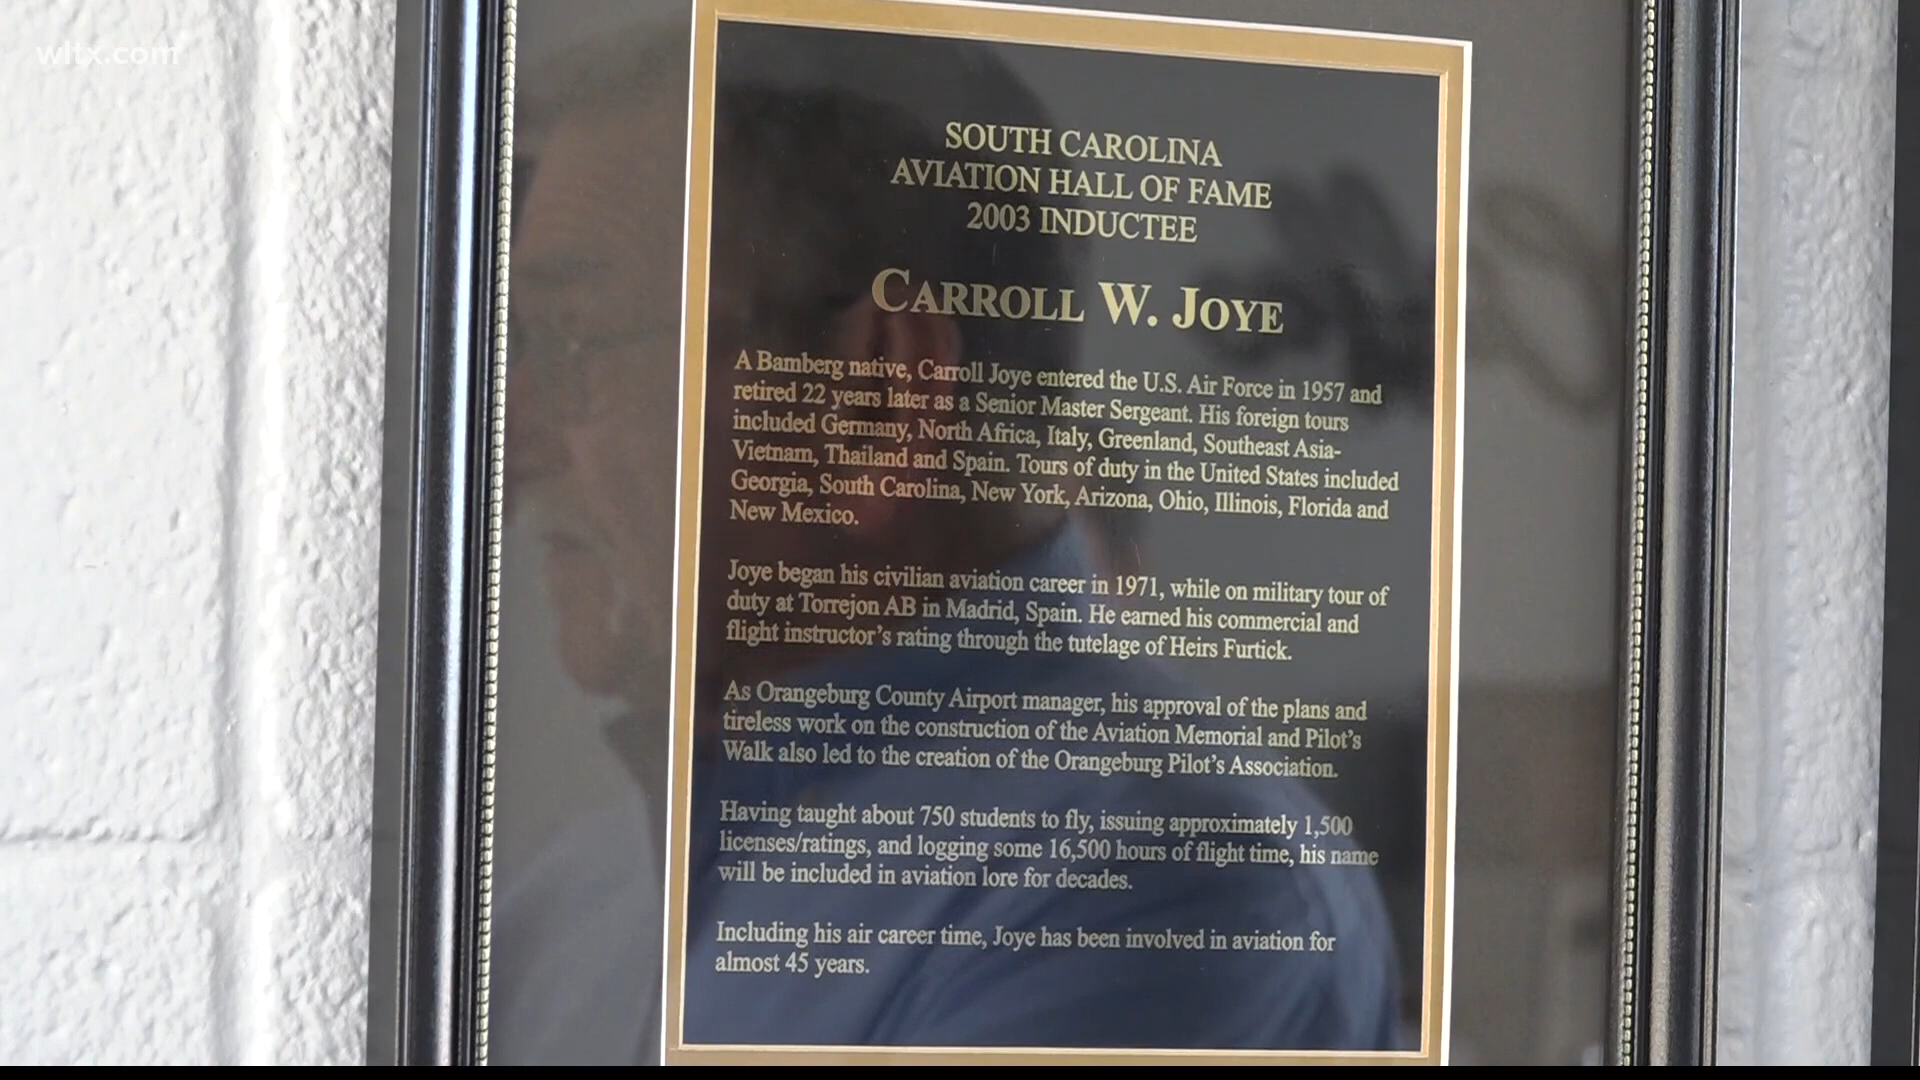 wltx.com
SOUTH CAROLINA
AVIATION HALL OF FAME
2003 INDUCTEE
CARROLL W. JOYE
A Bamberg native, Carroll Joye entered the U.S. Air Force in 1957 and
retired 22 years later as a Senior Master Sergeant. His foreign tours
included Germany, North Africa, Italy, Greenland, Southeast Asia-
Vietnam, Thailand and Spain. Tours of duty in the United States included
Georgia, South Carolina, New York, Arizona, Ohio, Illinois, Florida and
New Mexico.
Joye began his civilian aviation career in 1971, while on military tour of
duty at Torrejon AB in Madrid, Spain. He earned his commercial and
flight instructor's rating through the tutelage of Heirs Furtick.
As Orangeburg County Airport manager, his approval of the plans and
tireless work on the construction of the Aviation Memorial and Pilot's
Walk also led to the creation of the Orangeburg Pilot's Association.
Having taught about 750 students to fly, issuing approximately 1,500
licenses/ratings, and logging some 16,500 hours of flight time, his name
will be included in aviation lore for decades.
Including his air career time, Joye has been involved in aviation for
almost 45 years.